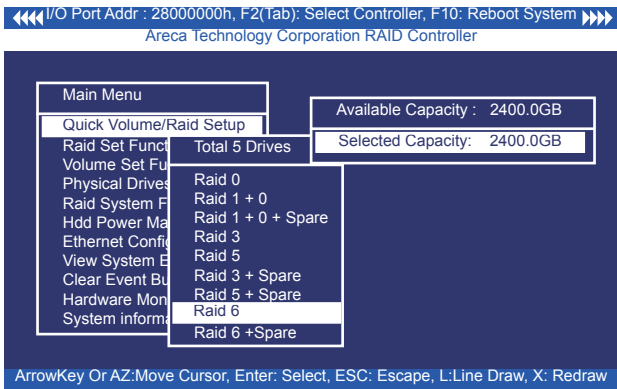 I/O Port Addr : 28000000h, F2(Tab): Select Controller, F10: Reboot System
Areca Technology Corporation RAID Controller
Main Menu
Quick Volume/Raid Setup
Raid Set Funct
Volume Set Fu
Physical Drives
Raid System F
Hdd Power Ma
Ethernet Config
View System E
Clear Event Bu
Hardware Mon
System informa
Total 5 Drives
Raid 0
Raid 1 + 0
Raid 1 + 0 + Spare
Raid 3
Raid 5
Raid 3 + Spare
Raid 5 + Spare
Raid 6
Raid 6 +Spare
Available Capacity : 2400.0GB
Selected Capacity: 2400.0GB
ArrowKey Or AZ:Move Cursor, Enter: Select, ESC: Escape, L:Line Draw, X: Redraw